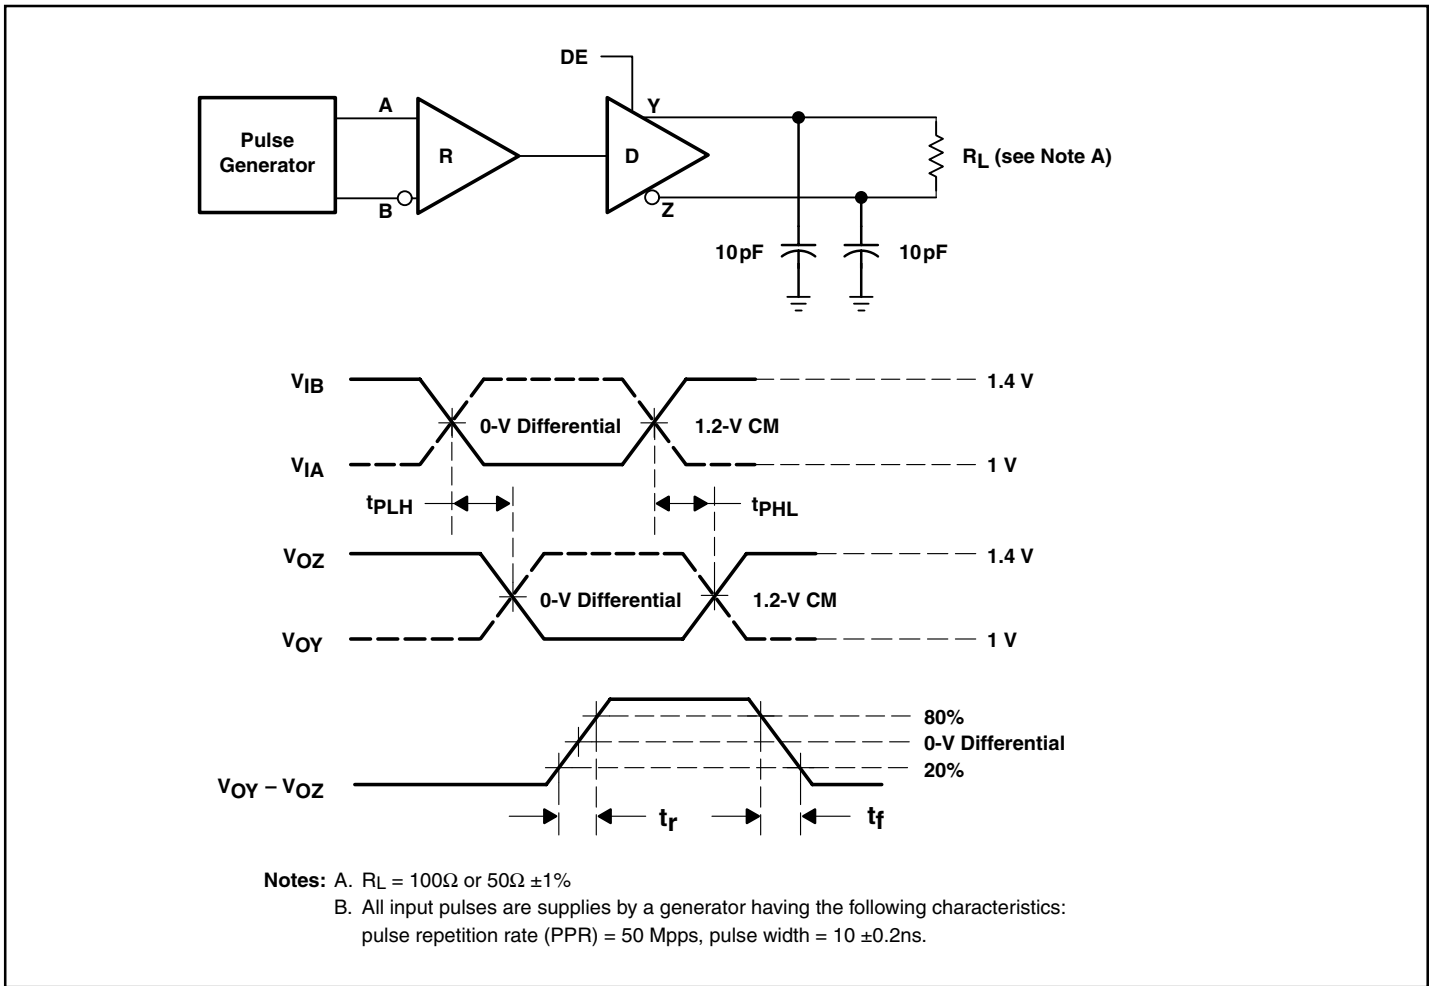 DE
A
Y
Pulse
Generator
R
D
RL (see Note A)
B
Z
10pF
10pF
VIB
1.4 V
0-V Differential
1.2-V CM
VIA
1 V
tPLH
tPHL
VOZ
1.4 V
0-V Differential
1.2-V CM
VOY
1 V
80%
0-V Differential
20%
VOY – VOZ
tr
tf
Notes: A. RL = 100Ω or 50Ω ±1%
B. All input pulses are supplies by a generator having the following characteristics:
pulse repetition rate (PPR) = 50 Mpps, pulse width = 10 ±0.2ns.